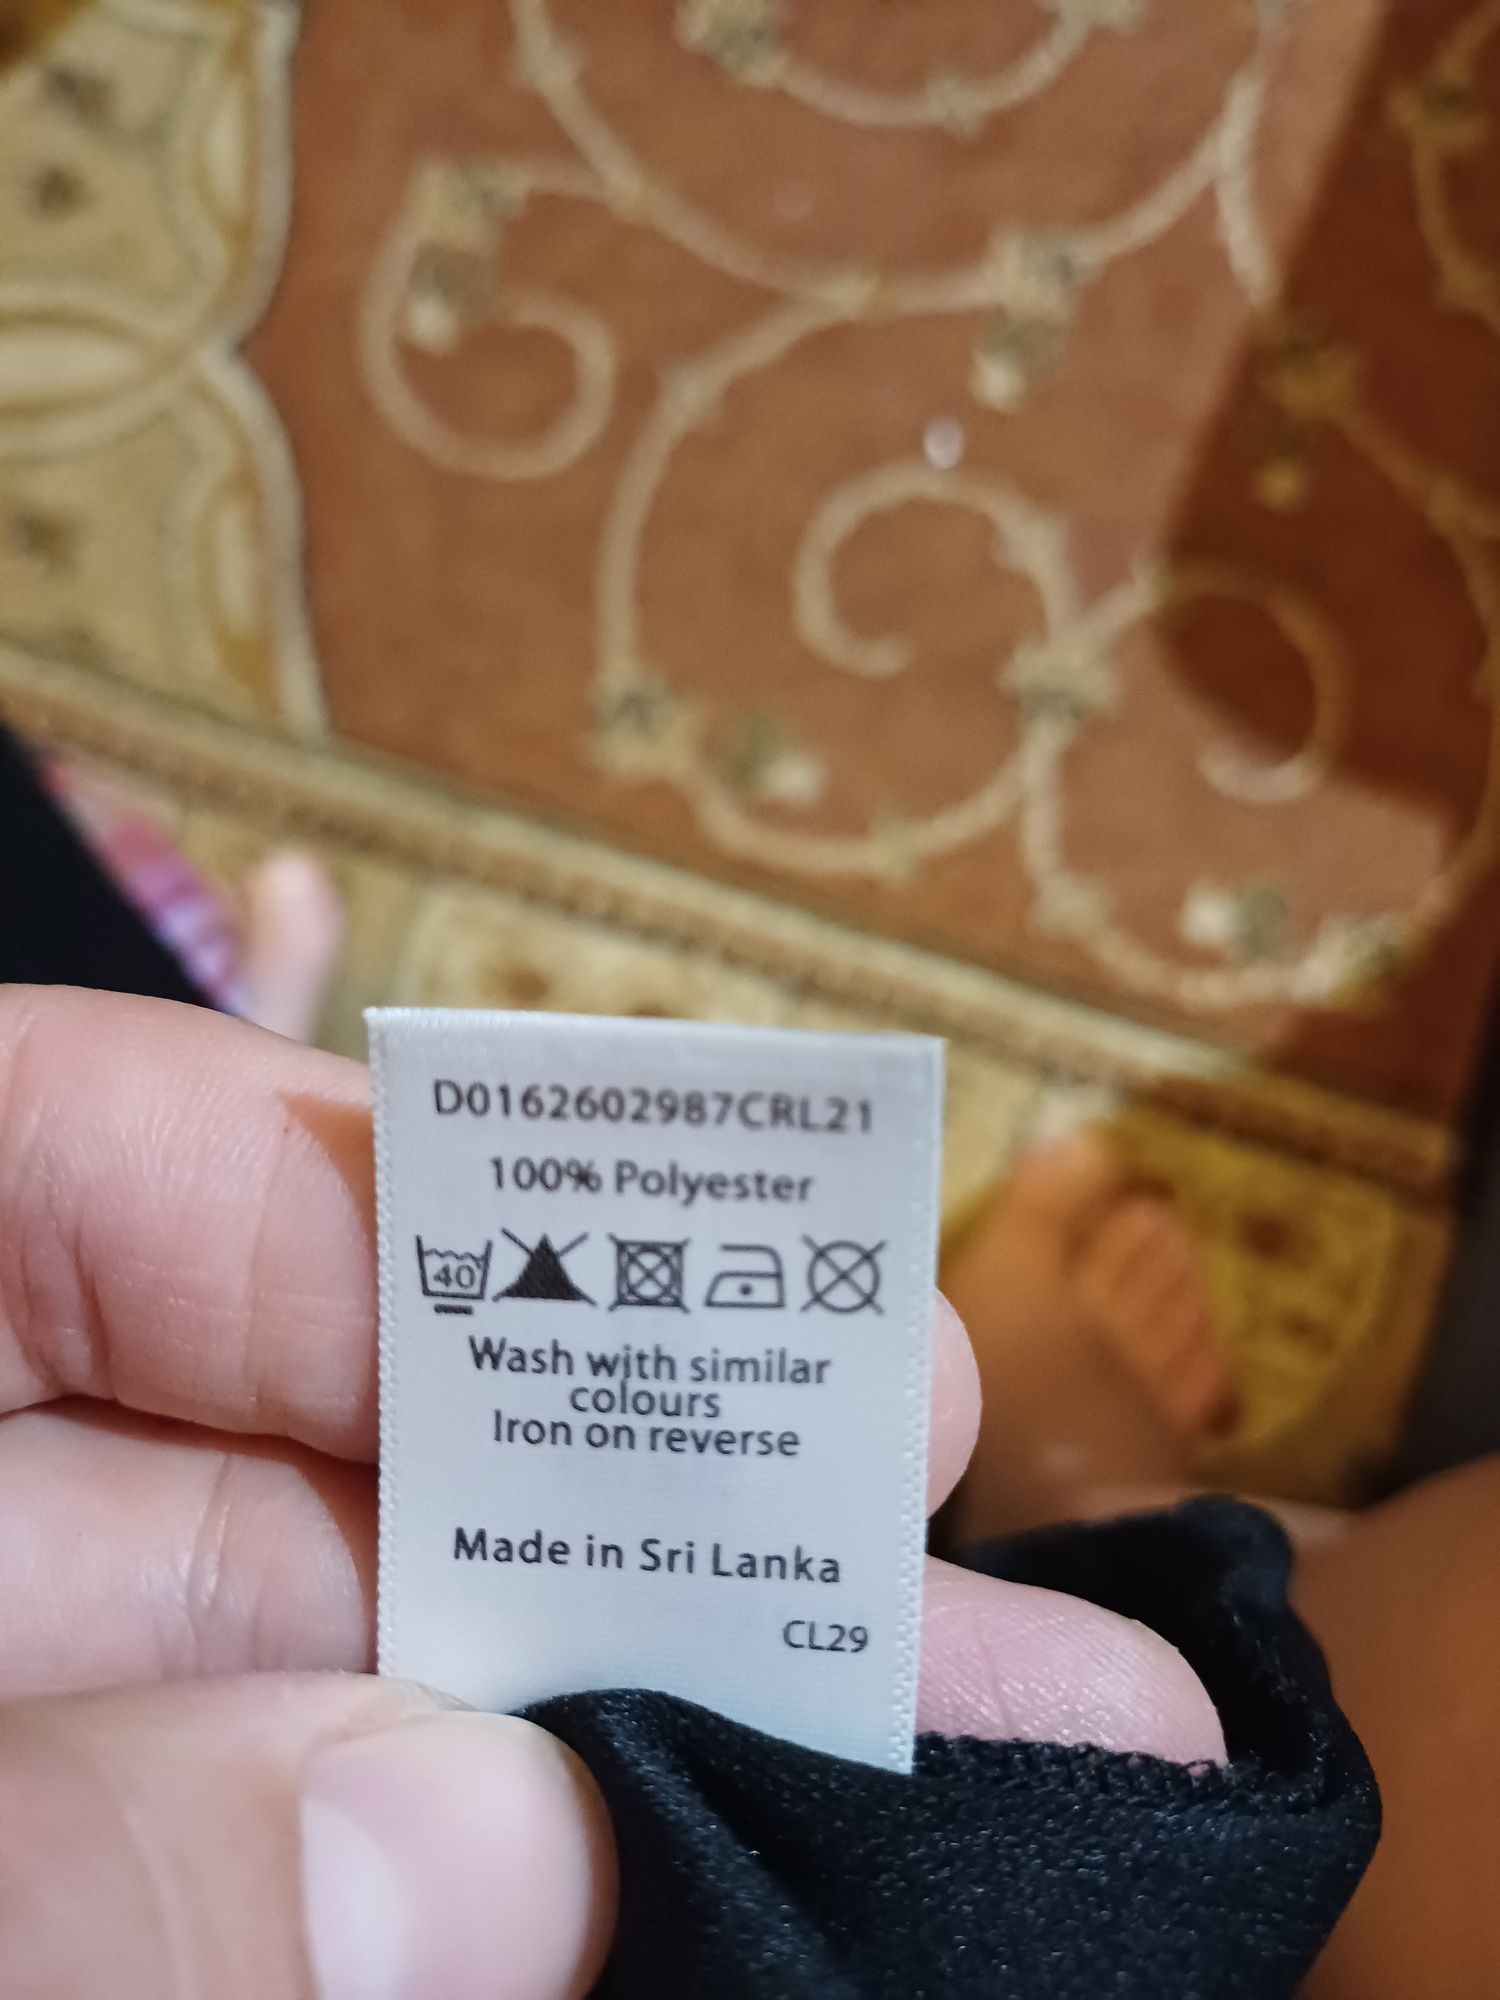 D0162602987CRL21
100% Polyester
40
Wash with similar
colours
Iron on reverse
Made in Sri Lanka
CL29